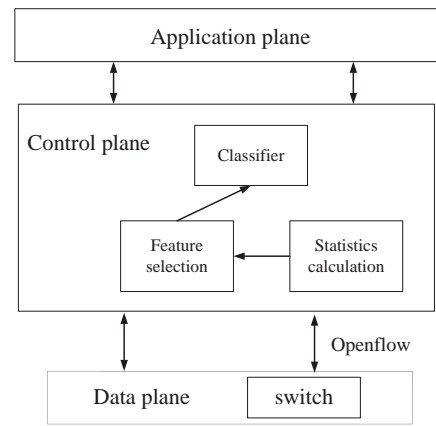 Application plane
Control plane
Classifier
Feature
selection
Statistics
calculation
Openflow
Data plane
switch